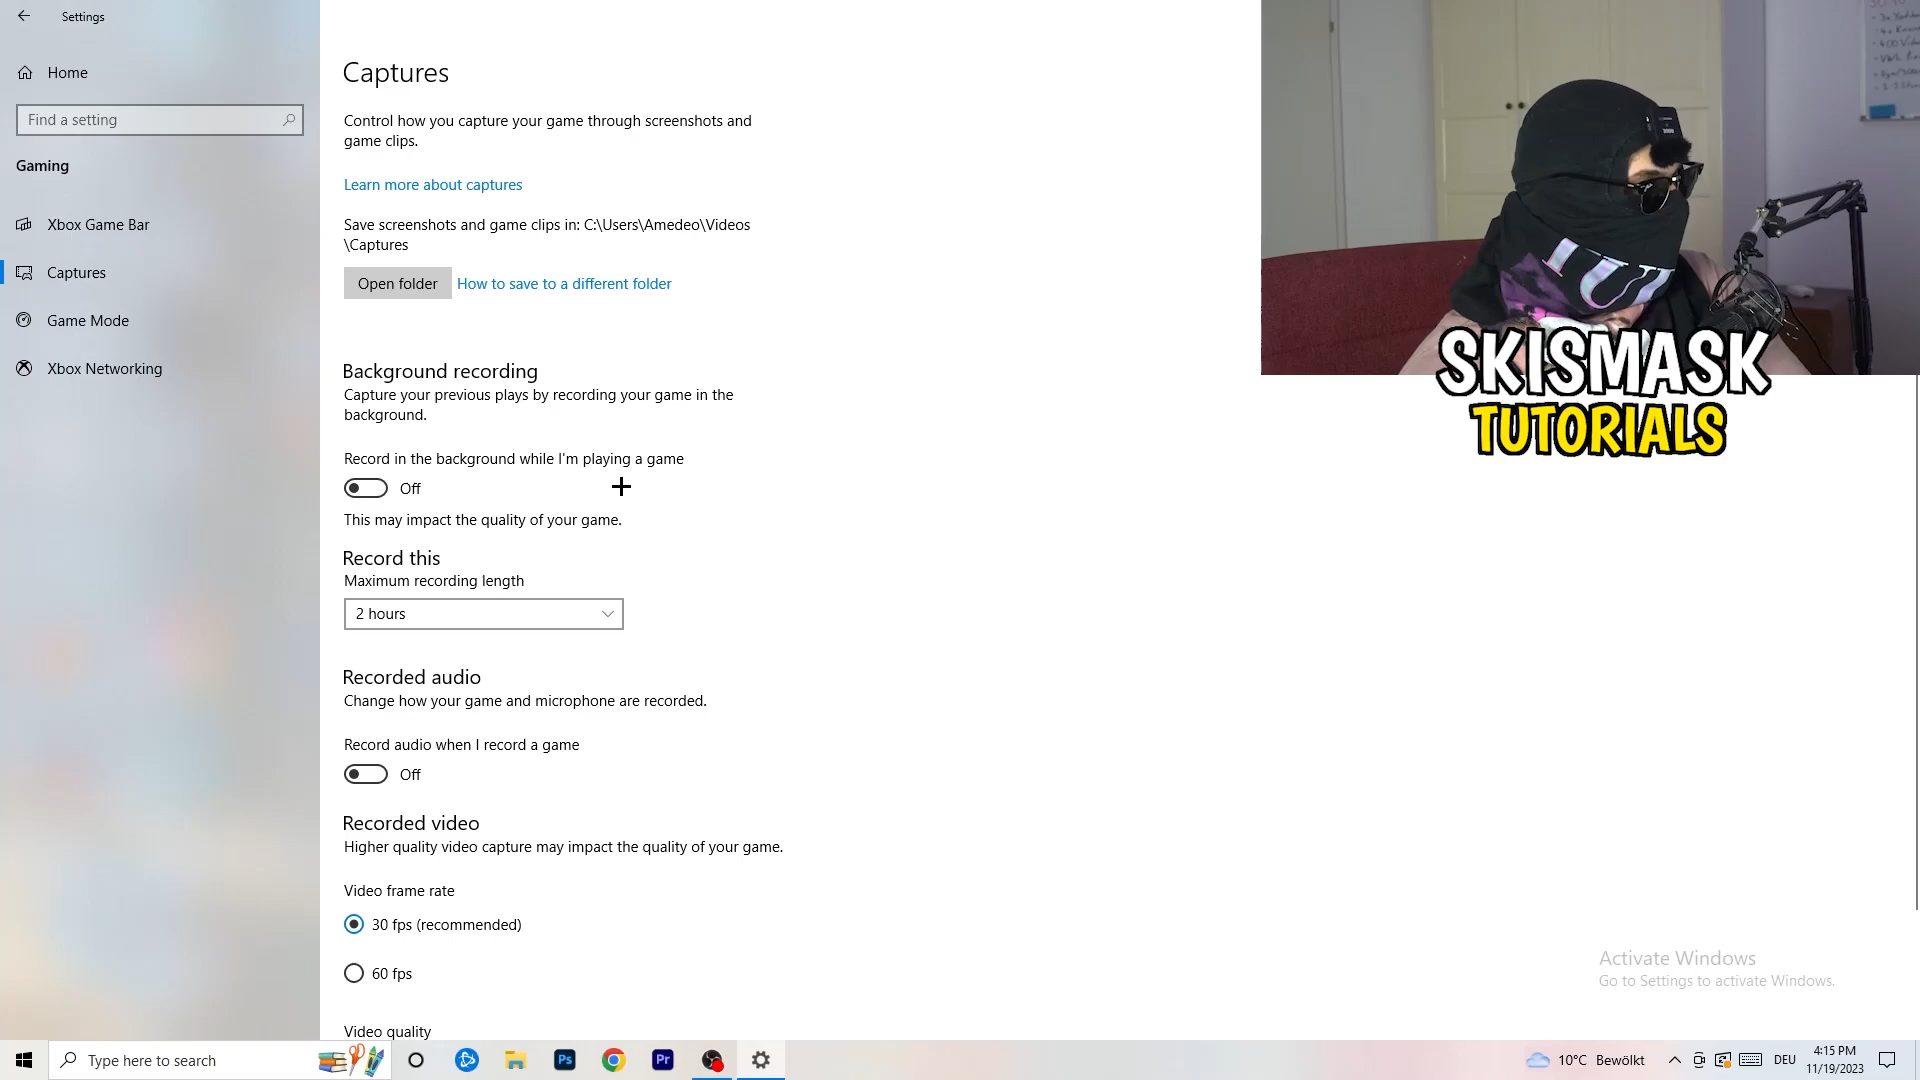 Settings
Home
Find a setting
Gaming
Xbox Game Bar
Captures
Game Mode
Xbox Networking
Captures
Control how you capture your game through screenshots and
game clips.
Learn more about captures
Save screenshots and game clips in: C:\Users\Amedeo\Videos
\Captures
Open folder
How to save to a different folder
Background recording
Capture your previous plays by recording your game in the
background.
Record in the background while I'm playing a game
Off
This may impact the quality of your game.
Record this
Maximum recording length
2 hours
Recorded audio
Change how your game and microphone are recorded.
Record audio when I record a game
Off
Recorded video
Higher quality video capture may impact the quality of your game.
Video frame rate
30 fps (recommended)
60 fps
Video quality
SKISMASK
TUTORIALS
Activate Windows
Go to Settings to activate Windows.
Type here to search
Ps
Pr
10°C Bewölkt
DEU
4:15 PM
11/19/2023